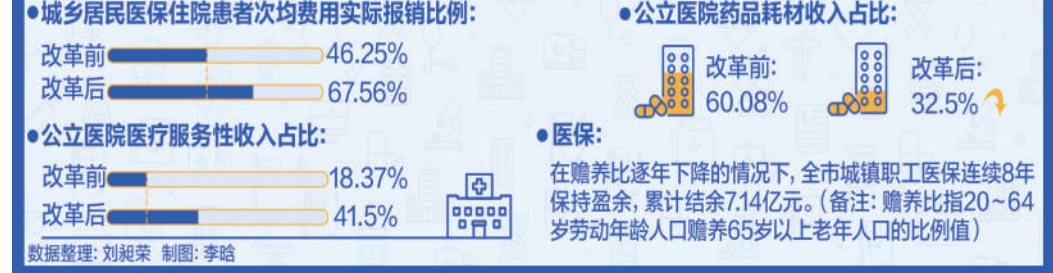 ●城乡居民医保住院患者次均费用实际报销比例:
改革前 46.25%
改革后 67.56%
●公立医院医疗服务性收入占比:
改革前 18.37%
改革后 41.5%
数据整理: 刘昶荣 制图: 李晗
●公立医院药品耗材收入占比:
改革前:
60.08%
改革后:
32.5%
●医保:
在赡养比逐年下降的情况下, 全市城镇职工医保连续8年
保持盈余, 累计结余7.14亿元。(备注: 赡养比指20~64
岁劳动年龄人口赡养65岁以上老年人口的比例值)